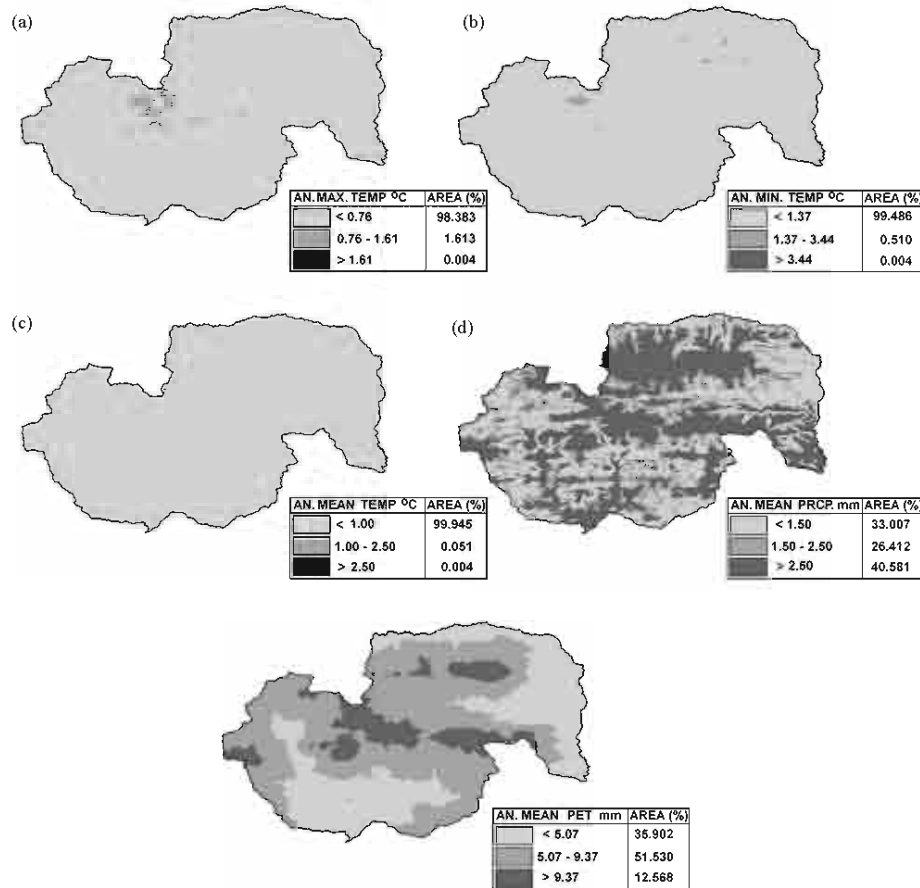 (a)
AN. MAX. TEMP °C AREA (%)
< 0.76 98.383
0.76 - 1.61 1.613
> 1.61 0.004
(b)
AN. MIN. TEMP °C AREA (%)
< 1.37 99.486
1.37 - 3.44 0.510
> 3.44 0.004
(c)
AN. MEAN TEMP °C AREA (%)
< 1.00 99.945
1.00 - 2.50 0.051
> 2.50 0.004
(d)
AN. MEAN PRCP. mm AREA (%)
< 1.50 33.007
1.50 - 2.50 26.412
> 2.50 40.581
AN. MEAN PET mm AREA (%)
< 5.07 35.902
5.07 - 9.37 51.530
> 9.37 12.568